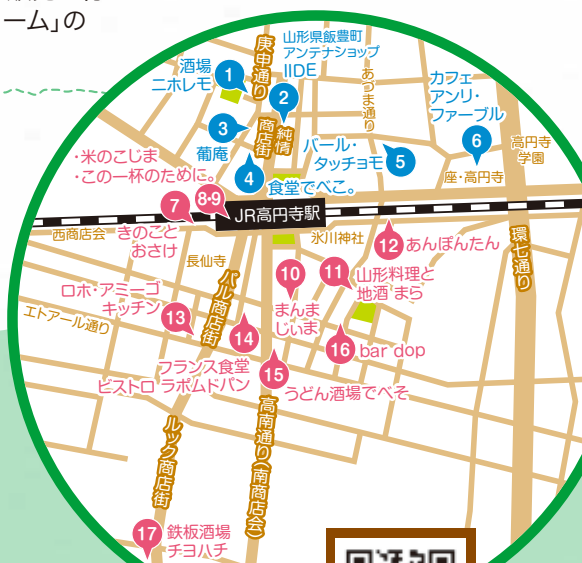 ーム」の
庚申通り
山形県飯豊町
アンテナショップ
IIDE
酒場
ニホレモ
1
2
あづま通り
カフェ
アンリ・
ファーブル
3
葡庵
純情
商店街
バール・
タッチョモ
5
6
高円寺
学園
座・高円寺
・米のこじま
・この一杯のために。
4
食堂でべこ。
7
8・9
JR高円寺駅
西商店会
きのこと
おさけ
氷川神社
12
あんぽんたん
環七通り
長仙寺
パル商店街
10
まんま
じぃま
11
山形料理と
地酒 まら
ロホ・アミーゴ
キッチン
13
エトアール通り
14
フランス食堂
ビストロ ラポムドパン
16
bar dop
15
うどん酒場でべそ
高南通り(南商店会)
ルック商店街
17
鉄板酒場
チヨハチ